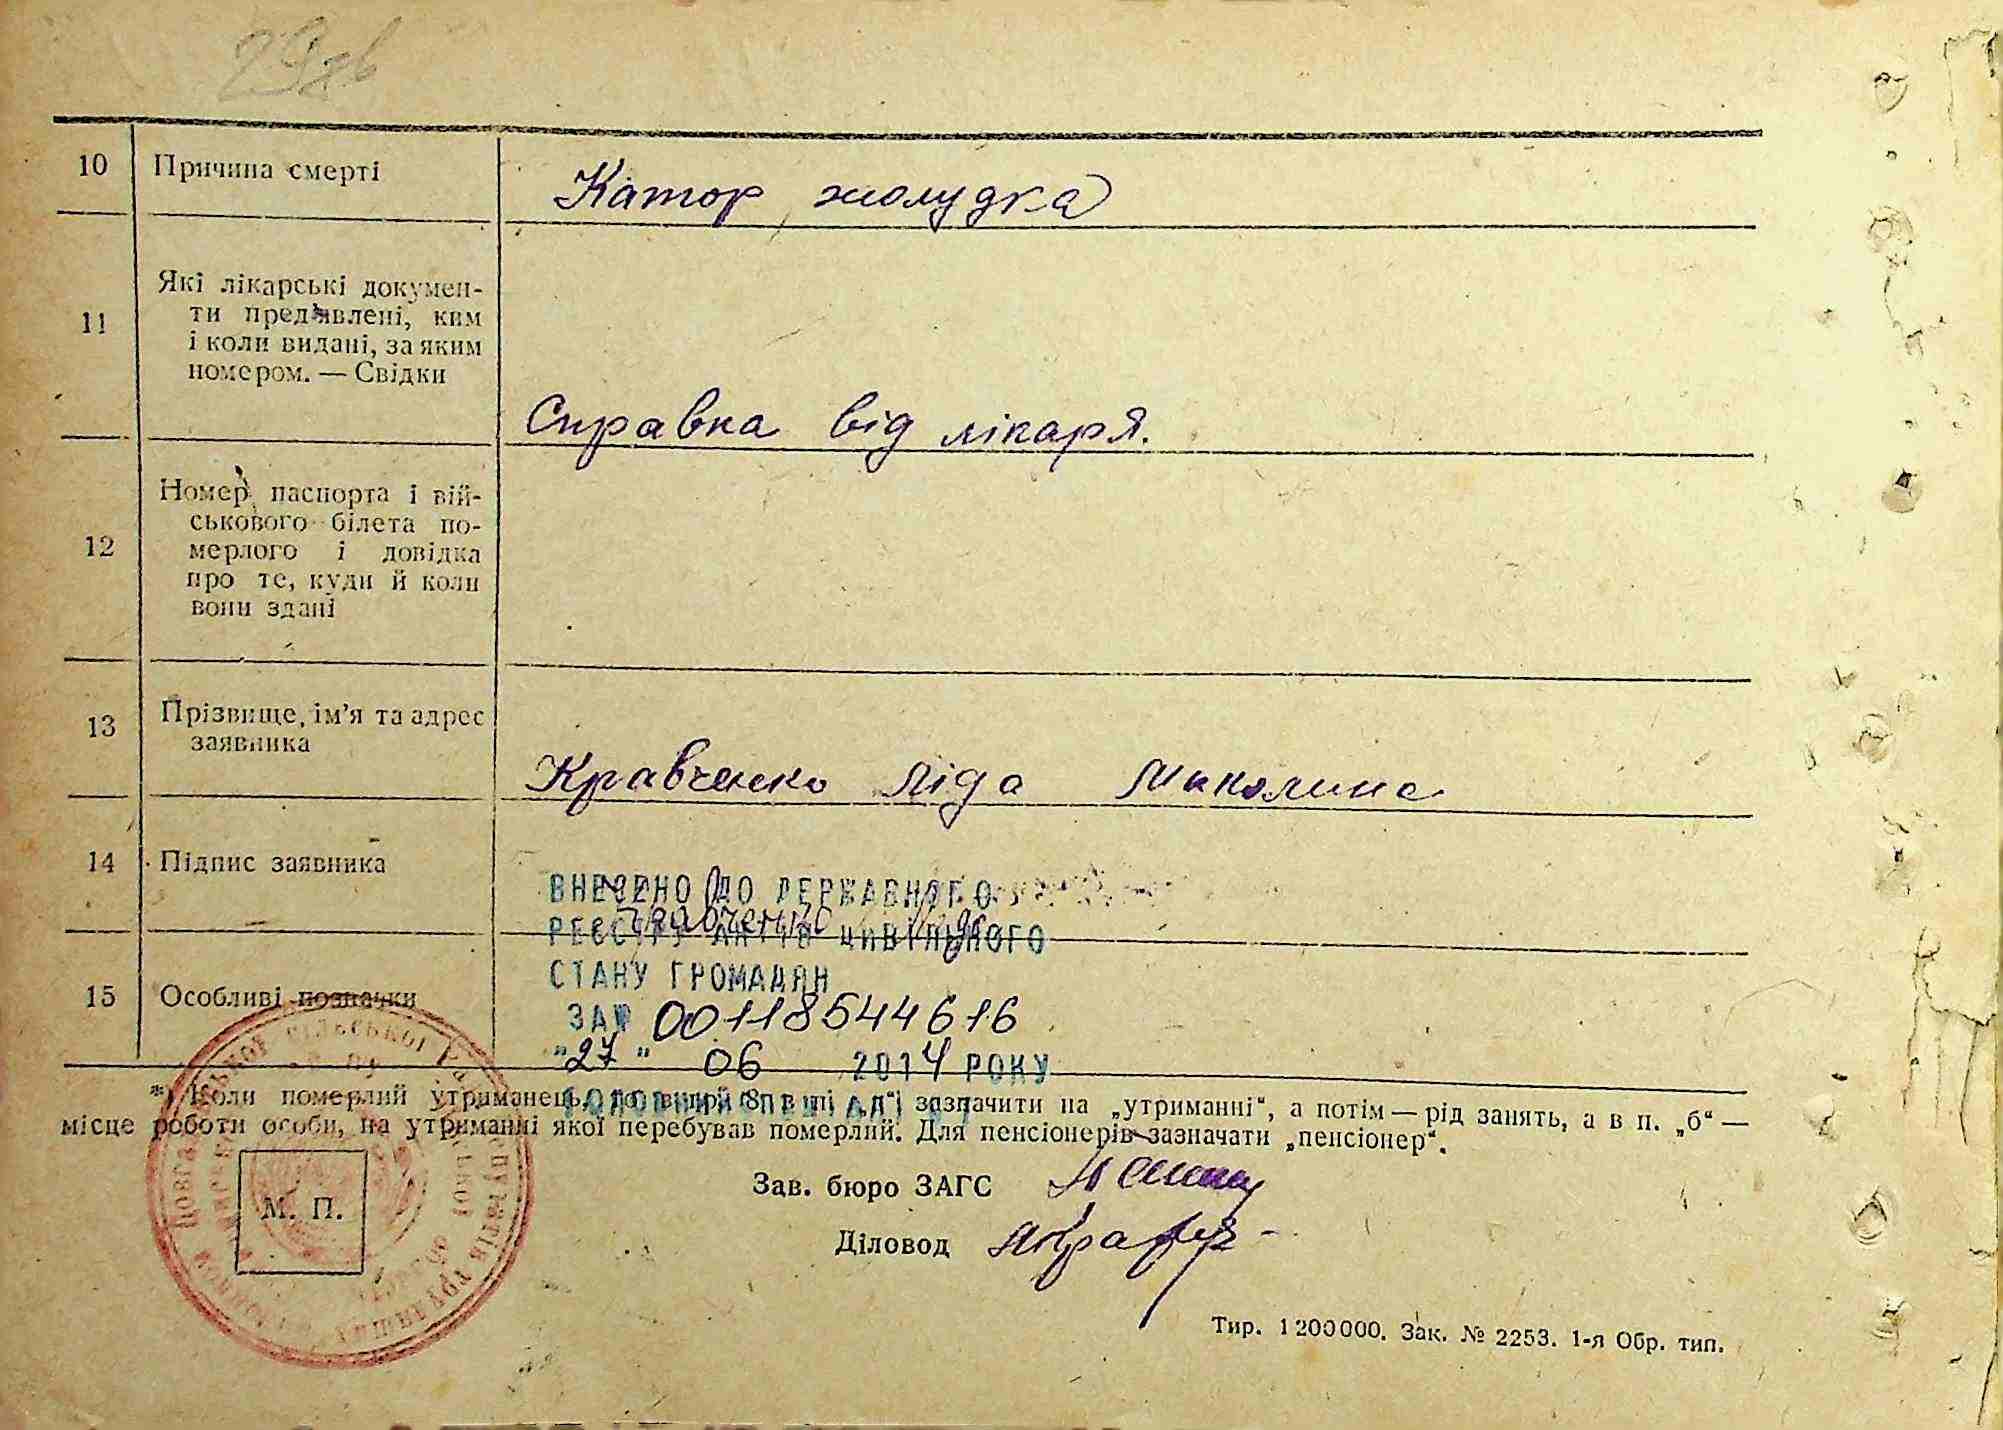 10 Причина смерті Катор жолудка
11 Які лікарські докумен-
ти пред'явлені, ким
і коли видані, за яким
номером. — Свідки
Справка від лікаря.
Номер паспорта і вій-
ськового білета по-
12 мерлого і довідка
про те, куди й коли
вони здані
13 Прізвище, ім'я та адрес
заявника
Кравченко Ліда Миколина
14 Підпис заявника
ВНЕСЕНО ДО ДЕРЖАВНОГО
Кравченко
РЕЄСТРУ АКТІВ ЦИВІЛЬНОГО
СТАНУ ГРОМАДЯН
15 Особливі позначки
ЗА № 00118544616
"27" 06 2014 РОКУ
*) Коли померлий утриманець, то в п. „а“ зазначити на „утриманні“, а потім — рід занять, а в п. „б“ —
місце роботи особи, на утриманні якої перебував померлий. Для пенсіонерів зазначати „пенсіонер“.
М. П.
Зав. бюро ЗАГС
Діловод
Тир. 1200000. Зак. № 2253. 1-я Обр. тип.